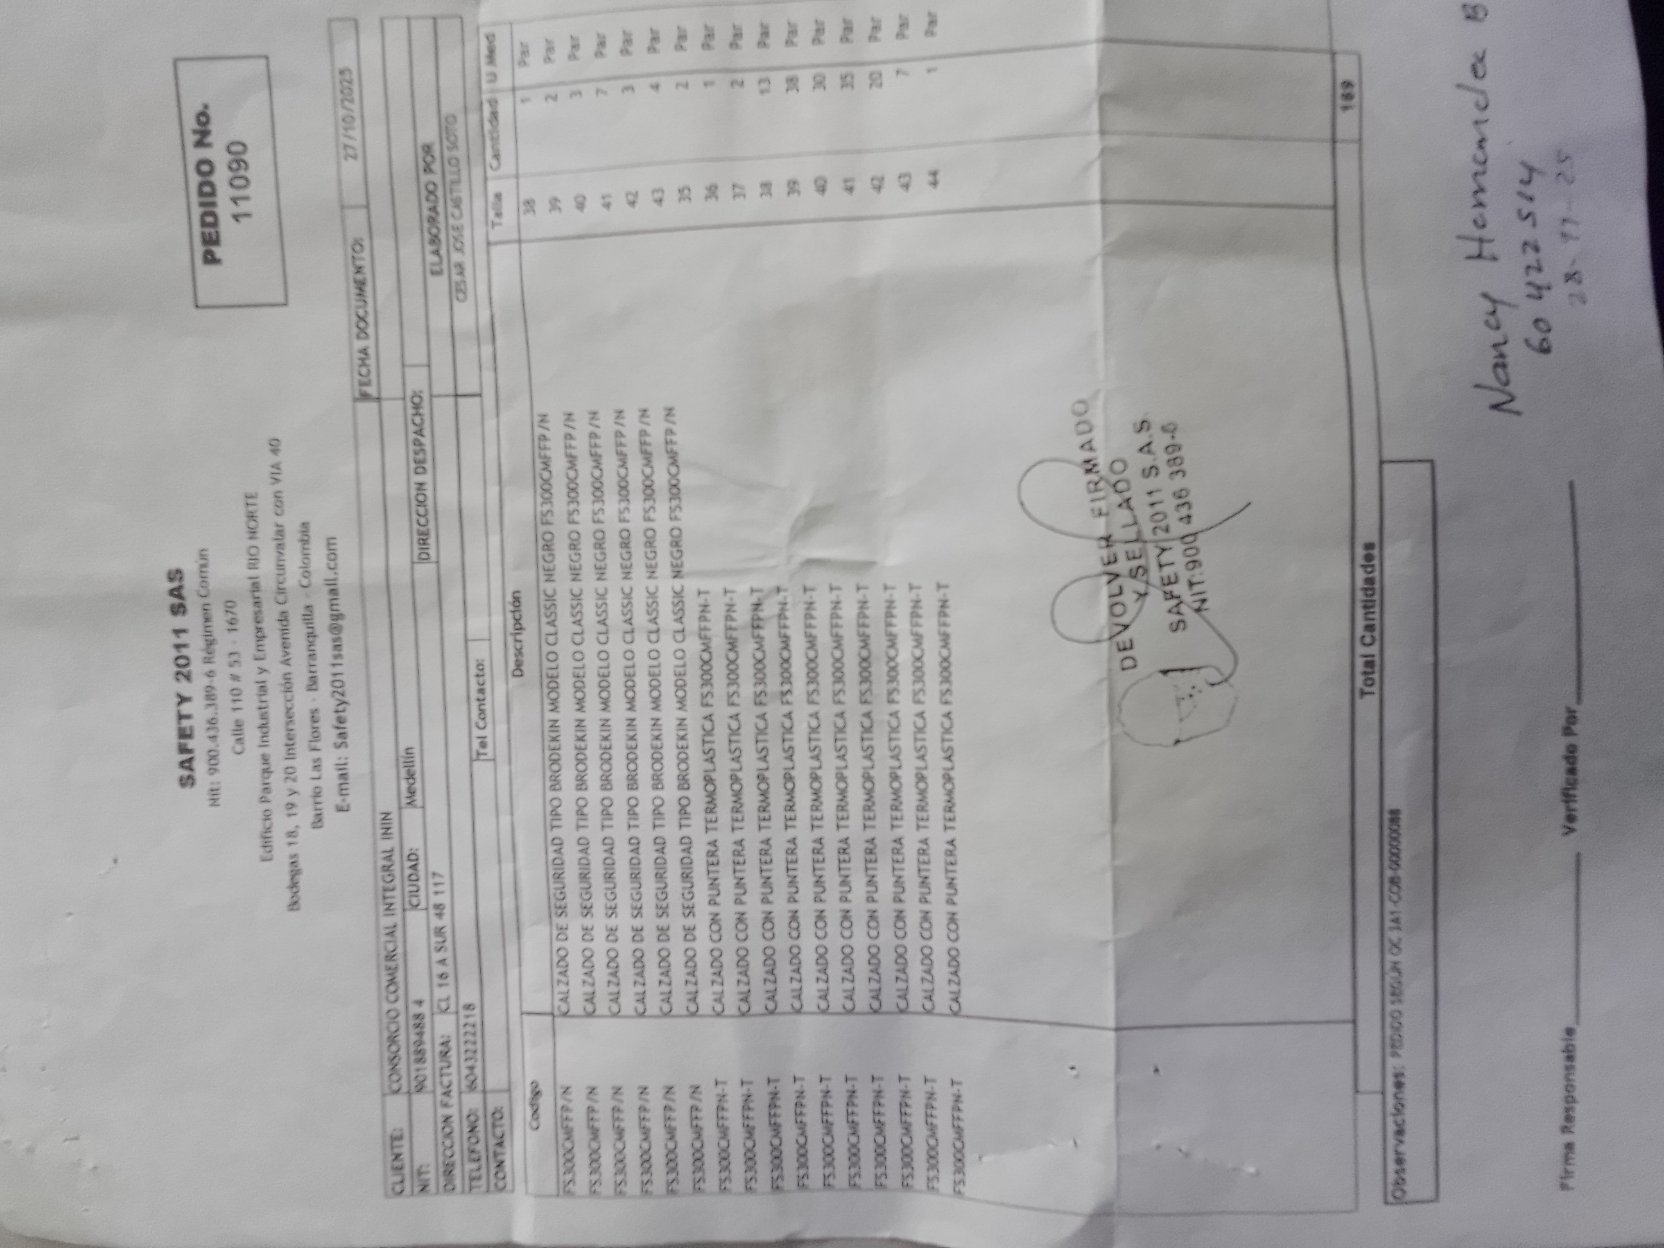 SAFETY 2011 SAS
Nit: 900.436.389-6 Régimen Común
Calle 110 # 53 - 1670
Edificio Parque Industrial y Empresarial RIO NORTE
Bodegas 18, 19 y 20 Intersección Avenida Circunvalar con VIA 40
Barrio Las Flores - Barranquilla - Colombia
E-mail: Safety2011sas@gmail.com
PEDIDO No.
11090
FECHA DOCUMENTO: 27/10/2025
CLIENTE: CONSORCIO COMERCIAL INTEGRAL ININ
NIT: 901889488 4 CIUDAD: Medellín DIRECCION DESPACHO: ELABORADO POR
DIRECCION FACTURA: CL 16 A SUR 48 117 CESAR JOSE CASTILLO SOTO
TELEFONO: 6043222218
CONTACTO: Tel Contacto:
Codigo Descripción Talla Cantidad U Med
FS300CMFFP/N CALZADO DE SEGURIDAD TIPO BRODEKIN MODELO CLASSIC NEGRO FS300CMFFP/N 38 1 Par
FS300CMFFP/N CALZADO DE SEGURIDAD TIPO BRODEKIN MODELO CLASSIC NEGRO FS300CMFFP/N 39 2 Par
FS300CMFFP/N CALZADO DE SEGURIDAD TIPO BRODEKIN MODELO CLASSIC NEGRO FS300CMFFP/N 40 3 Par
FS300CMFFP/N CALZADO DE SEGURIDAD TIPO BRODEKIN MODELO CLASSIC NEGRO FS300CMFFP/N 41 7 Par
FS300CMFFP/N CALZADO DE SEGURIDAD TIPO BRODEKIN MODELO CLASSIC NEGRO FS300CMFFP/N 42 3 Par
FS300CMFFP/N CALZADO DE SEGURIDAD TIPO BRODEKIN MODELO CLASSIC NEGRO FS300CMFFP/N 43 4 Par
FS300CMFFPN-T CALZADO CON PUNTERA TERMOPLASTICA FS300CMFFPN-T 35 2 Par
FS300CMFFPN-T CALZADO CON PUNTERA TERMOPLASTICA FS300CMFFPN-T 36 1 Par
FS300CMFFPN-T CALZADO CON PUNTERA TERMOPLASTICA FS300CMFFPN-T 37 2 Par
FS300CMFFPN-T CALZADO CON PUNTERA TERMOPLASTICA FS300CMFFPN-T 38 13 Par
FS300CMFFPN-T CALZADO CON PUNTERA TERMOPLASTICA FS300CMFFPN-T 39 38 Par
FS300CMFFPN-T CALZADO CON PUNTERA TERMOPLASTICA FS300CMFFPN-T 40 30 Par
FS300CMFFPN-T CALZADO CON PUNTERA TERMOPLASTICA FS300CMFFPN-T 41 35 Par
FS300CMFFPN-T CALZADO CON PUNTERA TERMOPLASTICA FS300CMFFPN-T 42 20 Par
FS300CMFFPN-T CALZADO CON PUNTERA TERMOPLASTICA FS300CMFFPN-T 43 7 Par
FS300CMFFPN-T CALZADO CON PUNTERA TERMOPLASTICA FS300CMFFPN-T 44 1 Par
DEVOLVER FIRMADO
Y SELLADO
SAFETY 2011 S.A.S.
NIT:900 436 389-6
Total Cantidades 169
Observaciones: PEDIDO SEGUN OC 3A1-COB-00000088
Nancy Hernandez B
60 422 514
28-11-25
Firma Responsable Verificado Por